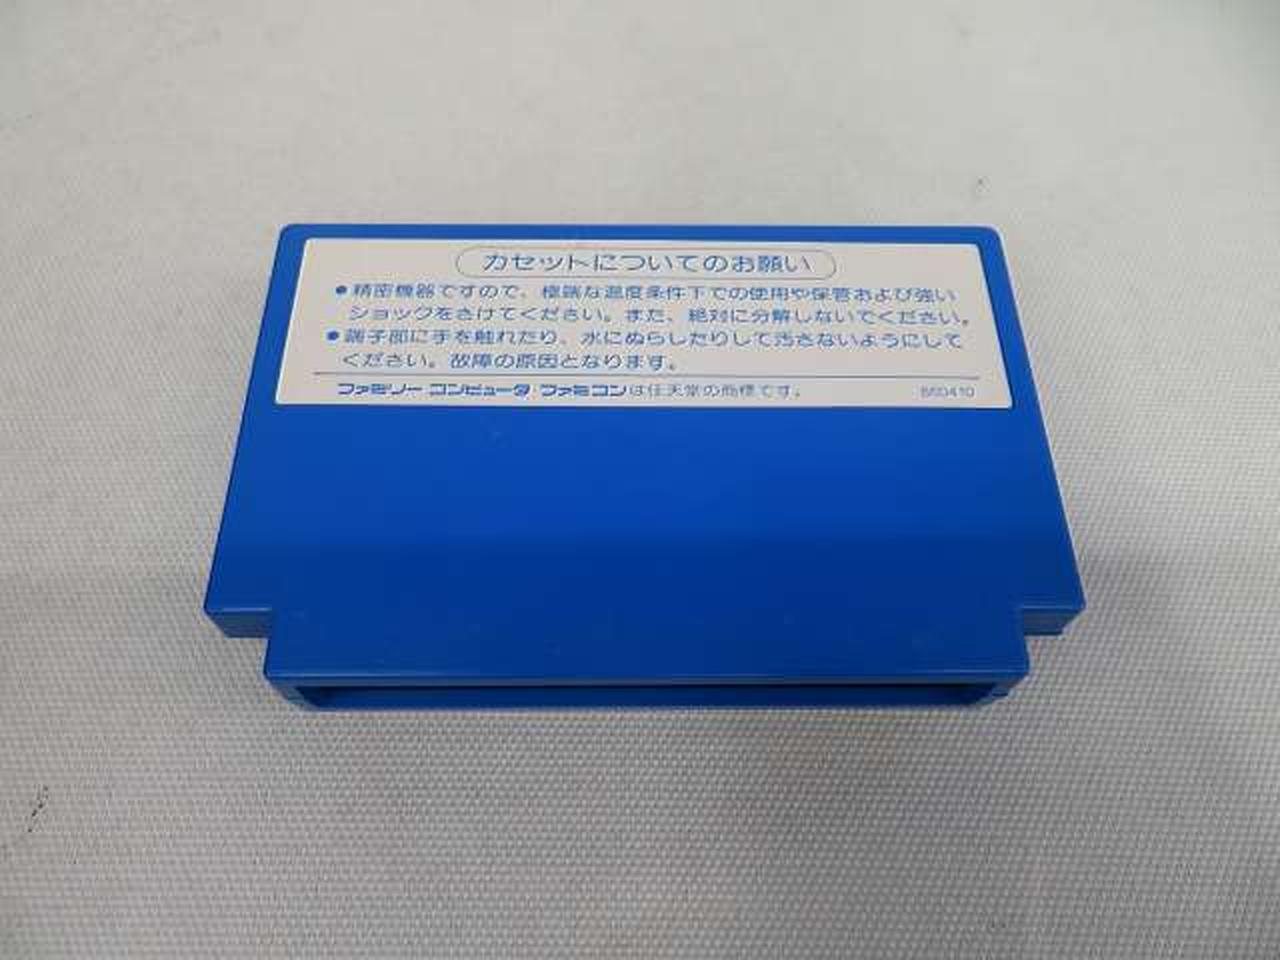 カセットについてのお願い
●精密機器ですので、極端な温度条件下での使用や保管および強い
ショックをさけてください。また、絶対に分解しないでください。
●端子部に手を触れたり、水にぬらしたりして汚さないようにして
ください。故障の原因となります。
ファミリー コンピュータ・ファミコンは任天堂の商標です。